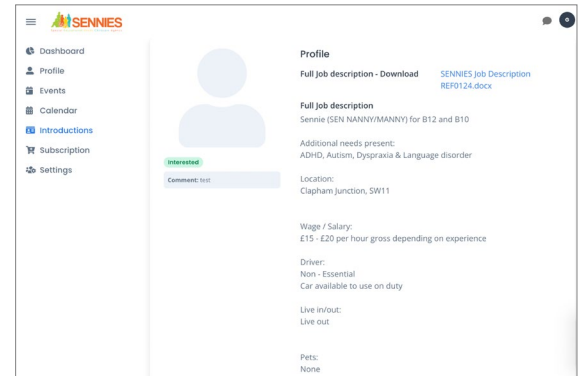 SENNIES
Dashboard
Profile
Events
Calendar
Introductions
Subscription
Settings
Interested
Comment: test
Profile
Full Job description - Download
SENNIES Job Description
REF0124.docx
Full Job description
Sennie (SEN NANNY/MANNY) for B12 and B10
Additional needs present:
ADHD, Autism, Dyspraxia & Language disorder
Location:
Clapham Junction, SW11
Wage / Salary:
£15 - £20 per hour gross depending on experience
Driver:
Non - Essential
Car available to use on duty
Live in/out:
Live out
Pets:
None